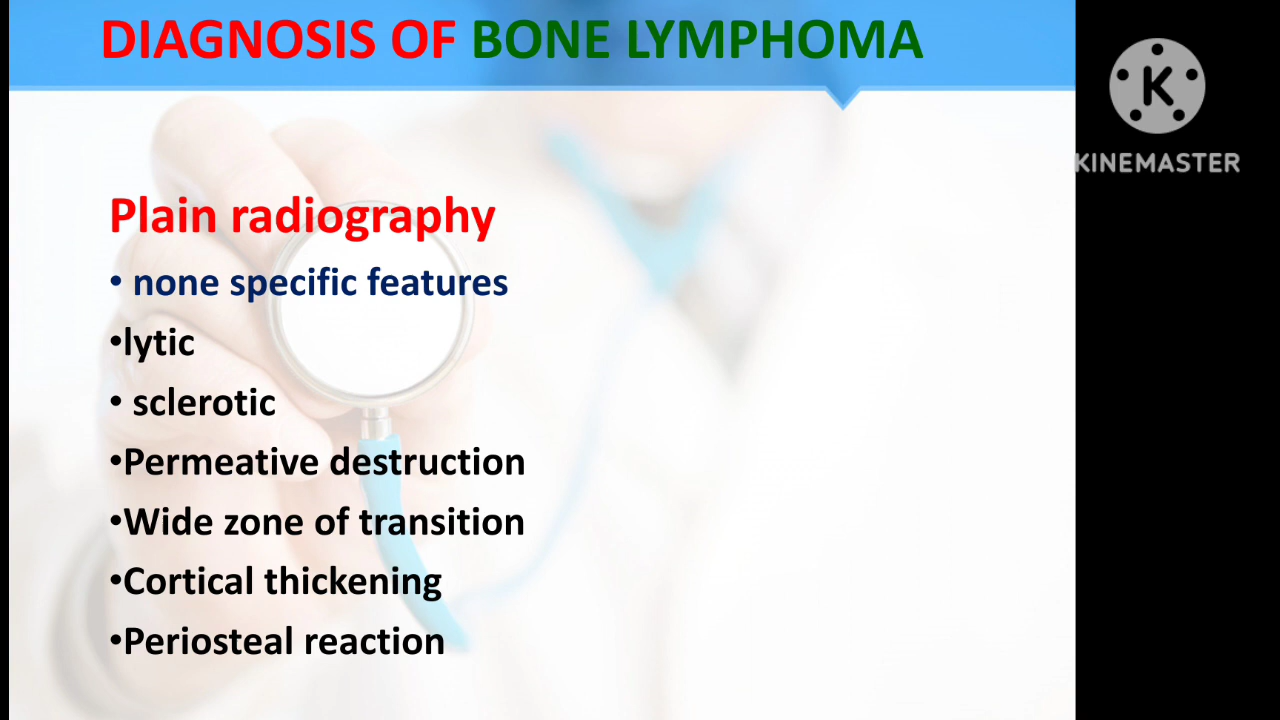 DIAGNOSIS OF BONE LYMPHOMA
K
KINEMASTER
Plain radiography
• none specific features
•lytic
• sclerotic
•Permeative destruction
•Wide zone of transition
•Cortical thickening
•Periosteal reaction